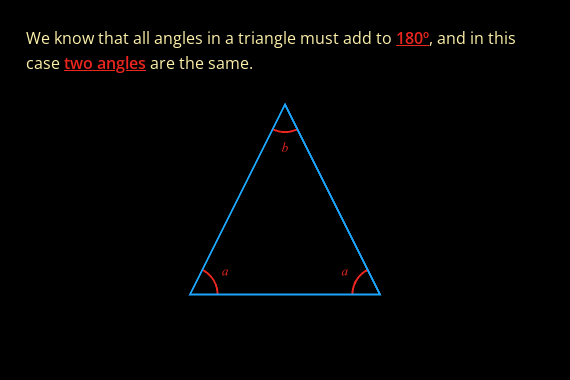 We know that all angles in a triangle must add to 180º, and in this
case two angles are the same.
b
a
a